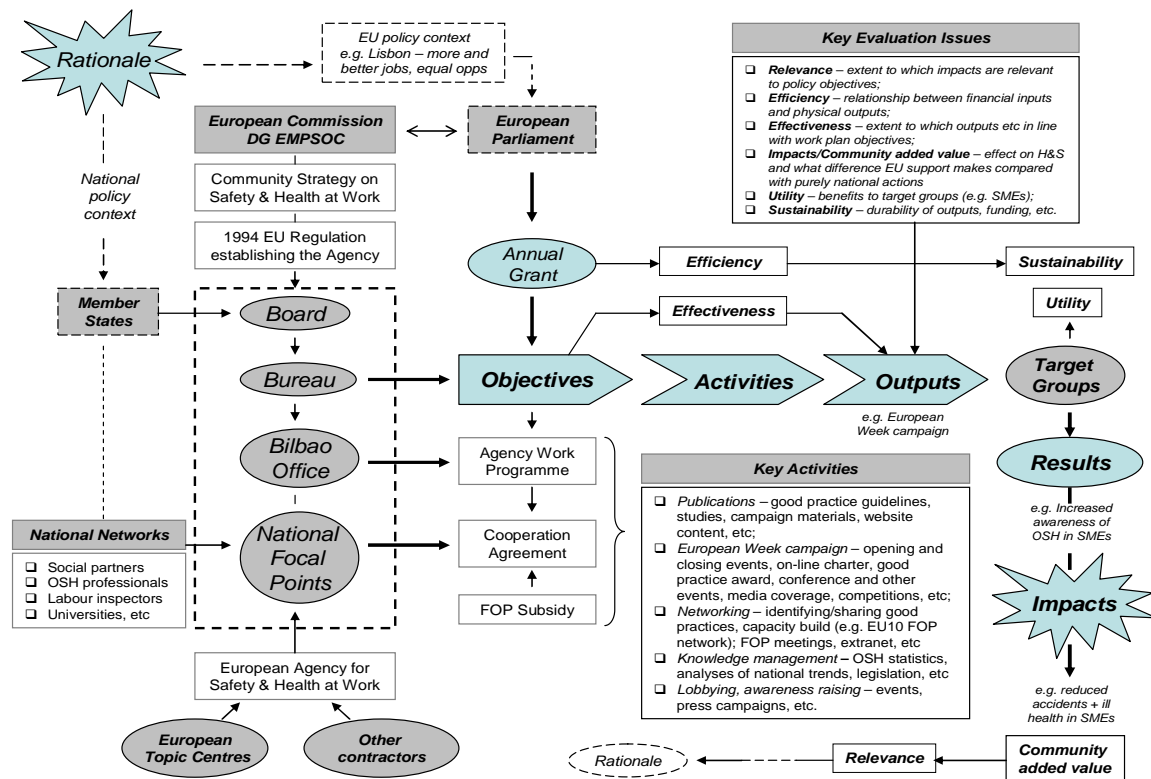 Rationale
EU policy context
e.g. Lisbon – more and
better jobs, equal opps
Key Evaluation Issues
❑ Relevance – extent to which impacts are relevant
to policy objectives;
❑ Efficiency – relationship between financial inputs
and physical outputs;
❑ Effectiveness – extent to which outputs etc in line
with work plan objectives;
❑ Impacts/Community added value – effect on H&S
and what difference EU support makes compared
with purely national actions
❑ Utility – benefits to target groups (e.g. SMEs);
❑ Sustainability – durability of outputs, funding, etc.
European Commission
DG EMPSOC
European
Parliament
National
policy
context
Community Strategy on
Safety & Health at Work
1994 EU Regulation
establishing the Agency
Annual
Grant
Efficiency
Sustainability
Member
States
Board
Effectiveness
Utility
Bureau
Objectives
Activities
Outputs
Target
Groups
e.g. European
Week campaign
Bilbao
Office
Agency Work
Programme
Results
Key Activities
❑ Publications – good practice guidelines,
studies, campaign materials, website
content, etc;
❑ European Week campaign – opening and
closing events, on-line charter, good
practice award, conference and other
events, media coverage, competitions, etc;
❑ Networking – identifying/sharing good
practices, capacity build (e.g. EU10 FOP
network); FOP meetings, extranet, etc
❑ Knowledge management – OSH statistics,
analyses of national trends, legislation, etc
❑ Lobbying, awareness raising – events,
press campaigns, etc.
e.g. Increased
awareness of
OSH in SMEs
National Networks
❑ Social partners
❑ OSH professionals
❑ Labour inspectors
❑ Universities, etc
National
Focal
Points
Cooperation
Agreement
FOP Subsidy
Impacts
European Agency for
Safety & Health at Work
e.g. reduced
accidents + ill
health in SMEs
European
Topic Centres
Other
contractors
Rationale
Relevance
Community
added value